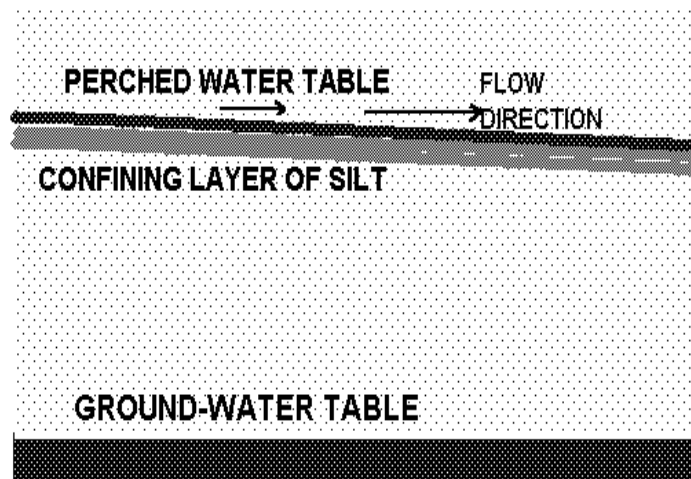 PERCHED WATER TABLE
FLOW
DIRECTION
CONFINING LAYER OF SILT
GROUND-WATER TABLE